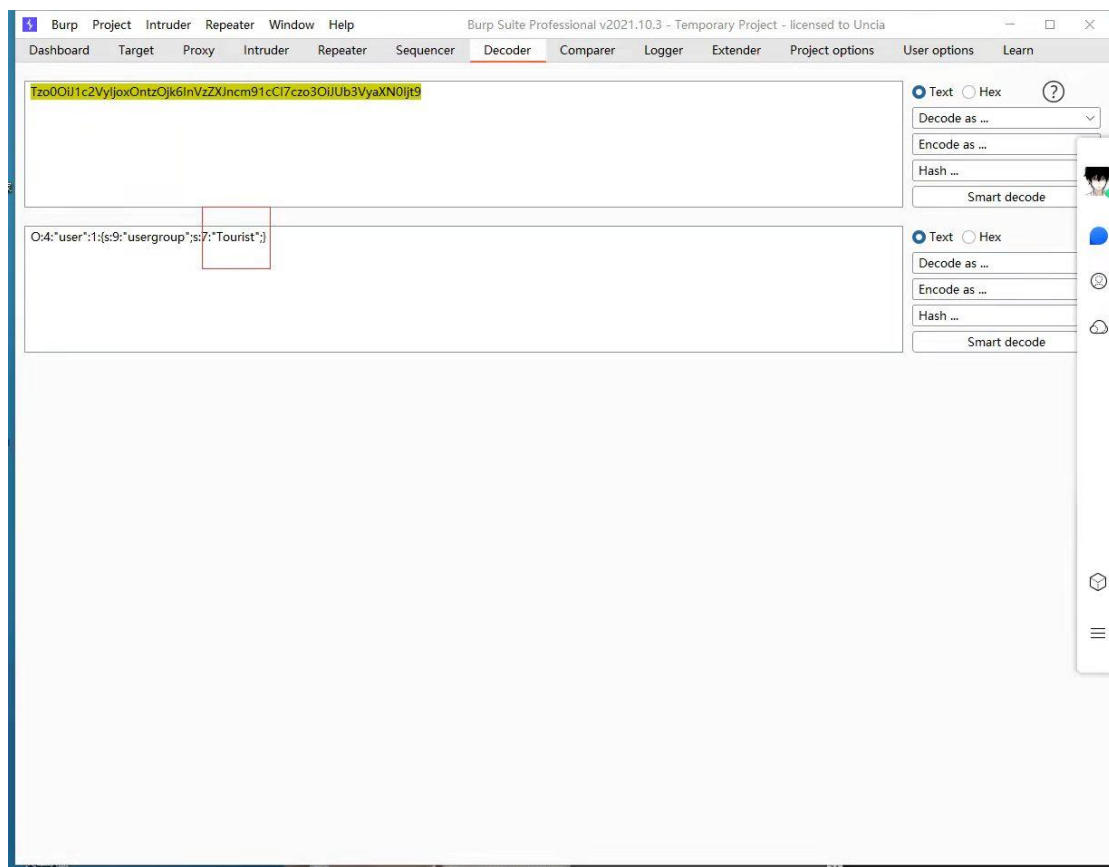 Burp Project Intruder Repeater Window Help Burp Suite Professional v2021.10.3 - Temporary Project - licensed to Uncia
Dashboard Target Proxy Intruder Repeater Sequencer Decoder Comparer Logger Extender Project options User options Learn
Tzo0OiJ1c2VyIjoxOntzOjk6InVzZXJncm91cCI7czo3OiJUb3VyaXN0Ijt9
Text Hex ?
Decode as ...
Encode as ...
Hash ...
Smart decode
O:4:"user":1:{s:9:"usergroup";s:7:"Tourist";}
Text Hex
Decode as ...
Encode as ...
Hash ...
Smart decode